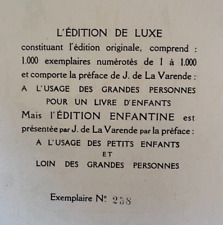 L'ÉDITION DE LUXE
constituant l'édition originale, comprend :
1.000 exemplaires numérotés de 1 à 1.000
et comporte la préface de J. de La Varende :
A L'USAGE DES GRANDES PERSONNES
POUR UN LIVRE D'ENFANTS
Mais l'ÉDITION ENFANTINE est
présentée par J. de La Varende par la préface :
A L'USAGE DES PETITS ENFANTS
ET
LOIN DES GRANDES PERSONNES
Exemplaire N° 238